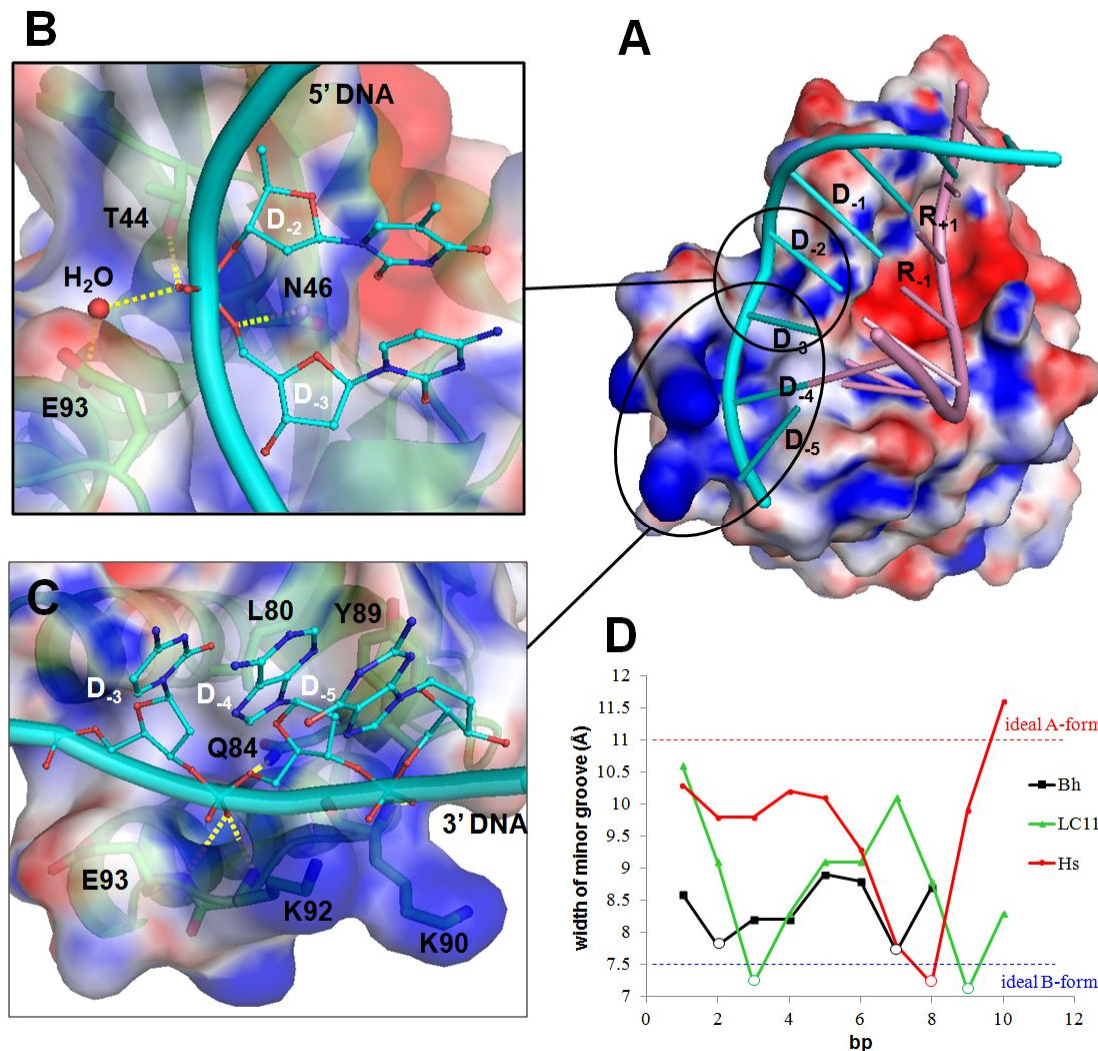 B
5’ DNA
T44
D-2
H2O
N46
E93
D-3
A
D-1
R+1
D-2
R-1
D-3
D-4
D-5
C
L80
Y89
D-3
D-4
D-5
Q84
3’ DNA
E93
K92
K90
D
width of minor groove (Å)
12
11.5
11
10.5
10
9.5
9
8.5
8
7.5
7
ideal A-form
Bh
LC11
Hs
ideal B-form
0
2
4
6
8
10
12
bp